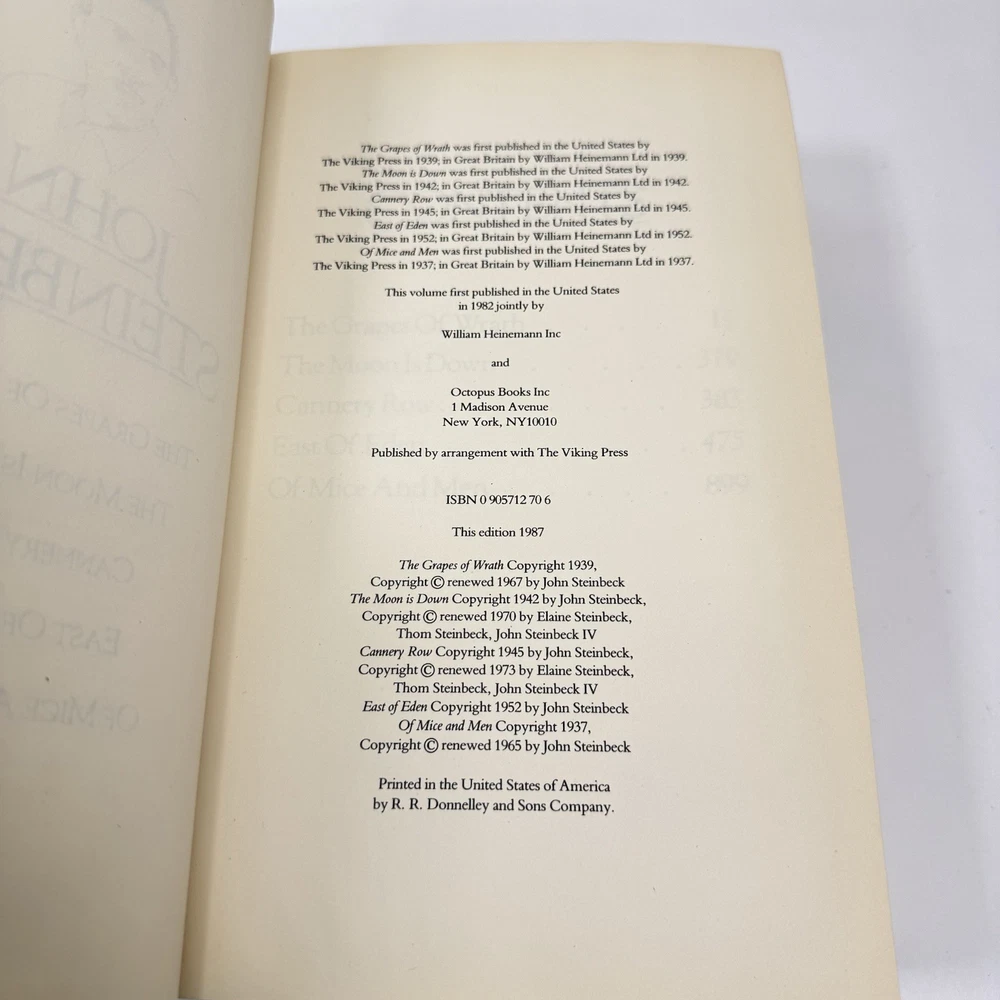 The Grapes of Wrath was first published in the United States by
The Viking Press in 1939; in Great Britain by William Heinemann Ltd in 1939.
The Moon is Down was first published in the United States by
The Viking Press in 1942; in Great Britain by William Heinemann Ltd in 1942.
Cannery Row was first published in the United States by
The Viking Press in 1945; in Great Britain by William Heinemann Ltd in 1945.
East of Eden was first published in the United States by
The Viking Press in 1952; in Great Britain by William Heinemann Ltd in 1952.
Of Mice and Men was first published in the United States by
The Viking Press in 1937; in Great Britain by William Heinemann Ltd in 1937.
This volume first published in the United States
in 1982 jointly by
William Heinemann Inc
and
Octopus Books Inc
1 Madison Avenue
New York, NY10010
Published by arrangement with The Viking Press
ISBN 0 905712 70 6
This edition 1987
The Grapes of Wrath Copyright 1939,
Copyright © renewed 1967 by John Steinbeck
The Moon is Down Copyright 1942 by John Steinbeck,
Copyright © renewed 1970 by Elaine Steinbeck,
Thom Steinbeck, John Steinbeck IV
Cannery Row Copyright 1945 by John Steinbeck,
Copyright © renewed 1973 by Elaine Steinbeck,
Thom Steinbeck, John Steinbeck IV
East of Eden Copyright 1952 by John Steinbeck
Of Mice and Men Copyright 1937,
Copyright © renewed 1965 by John Steinbeck
Printed in the United States of America
by R. R. Donnelley and Sons Company.